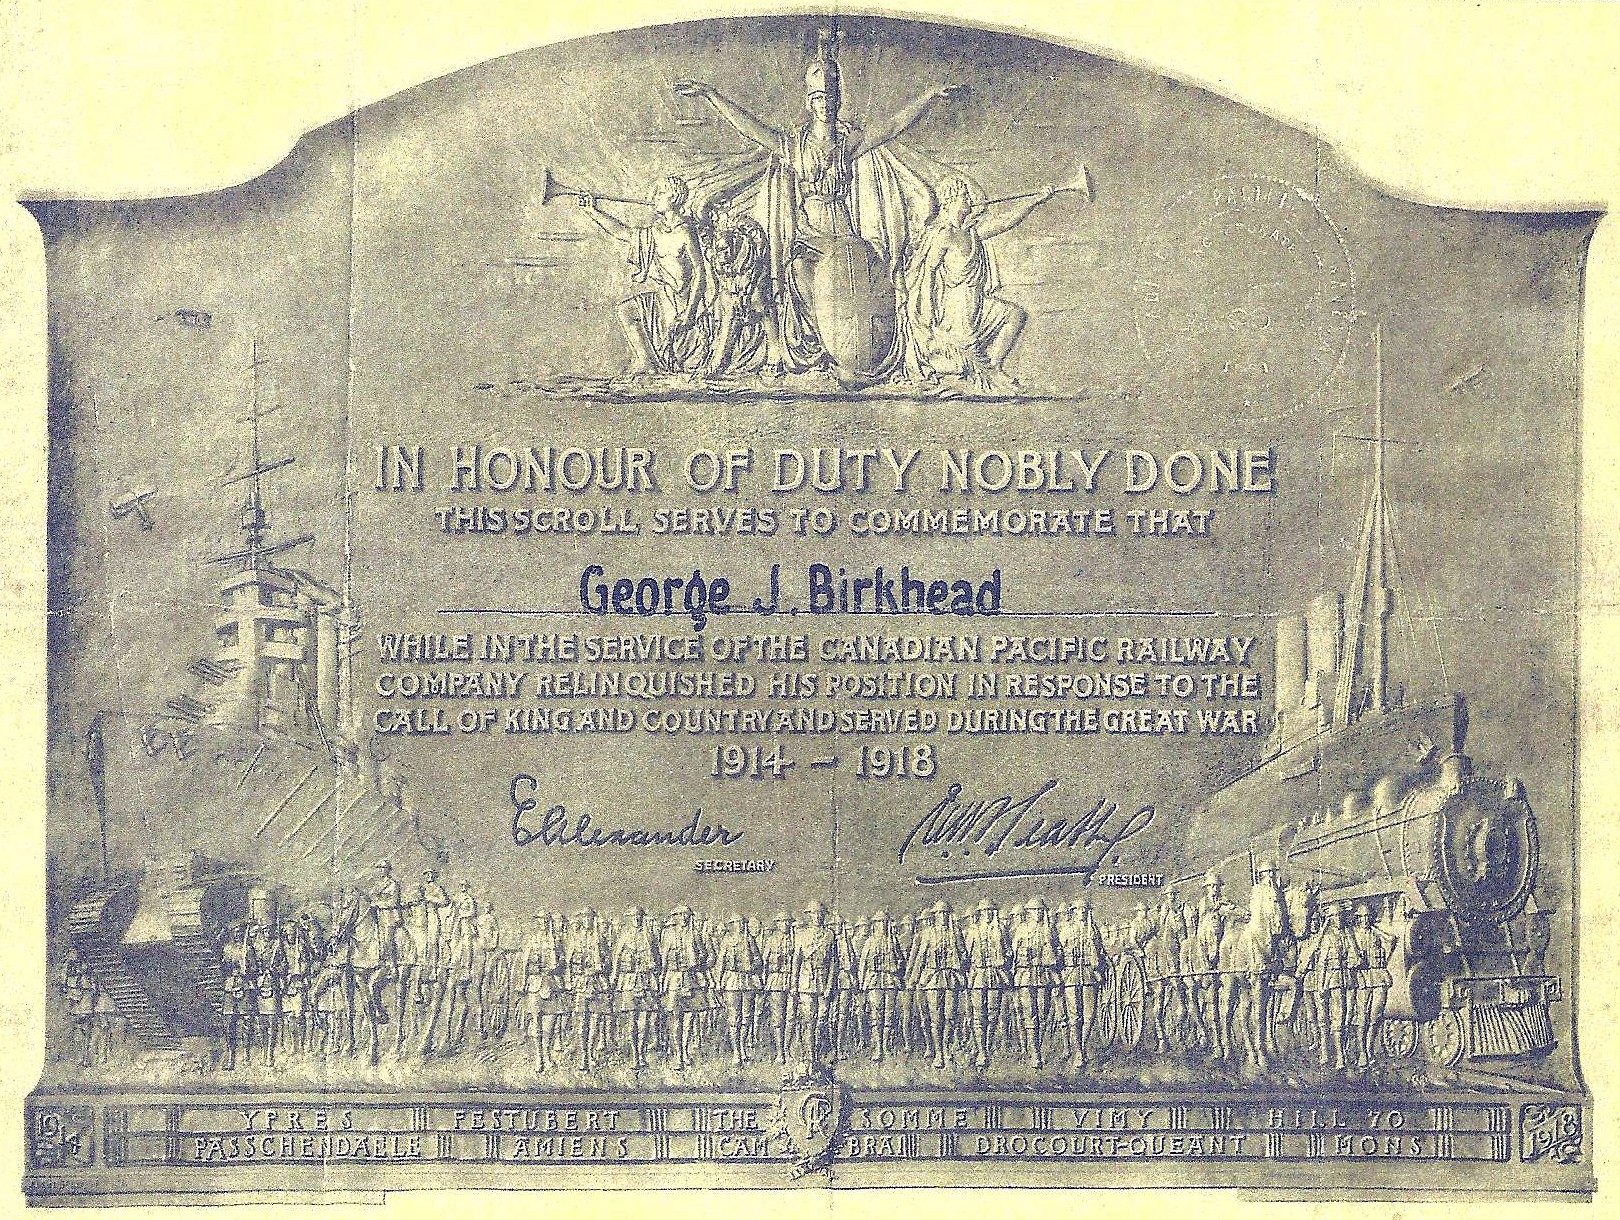 IN HONOUR OF DUTY NOBLY DONE
THIS SCROLL SERVES TO COMMEMORATE THAT
George J. Birkhead
WHILE IN THE SERVICE OF THE CANADIAN PACIFIC RAILWAY
COMPANY RELINQUISHED HIS POSITION IN RESPONSE TO THE
CALL OF KING AND COUNTRY AND SERVED DURING THE GREAT WAR
1914 - 1918
EAlexander
SECRETARY
PRESIDENT
1914 YPRES FESTUBERT THE SOMME VIMY HILL 70 1918
PASSCHENDAELE AMIENS CAMBRAI DROCOURT-QUEANT MONS